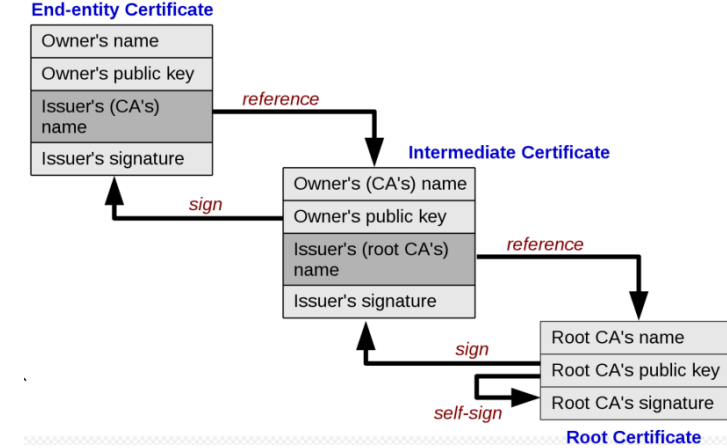 End-entity Certificate
Owner's name
Owner's public key
Issuer's (CA's)
name
Issuer's signature
reference
sign
Intermediate Certificate
Owner's (CA's) name
Owner's public key
Issuer's (root CA's)
name
Issuer's signature
reference
sign
self-sign
Root CA's name
Root CA's public key
Root CA's signature
Root Certificate